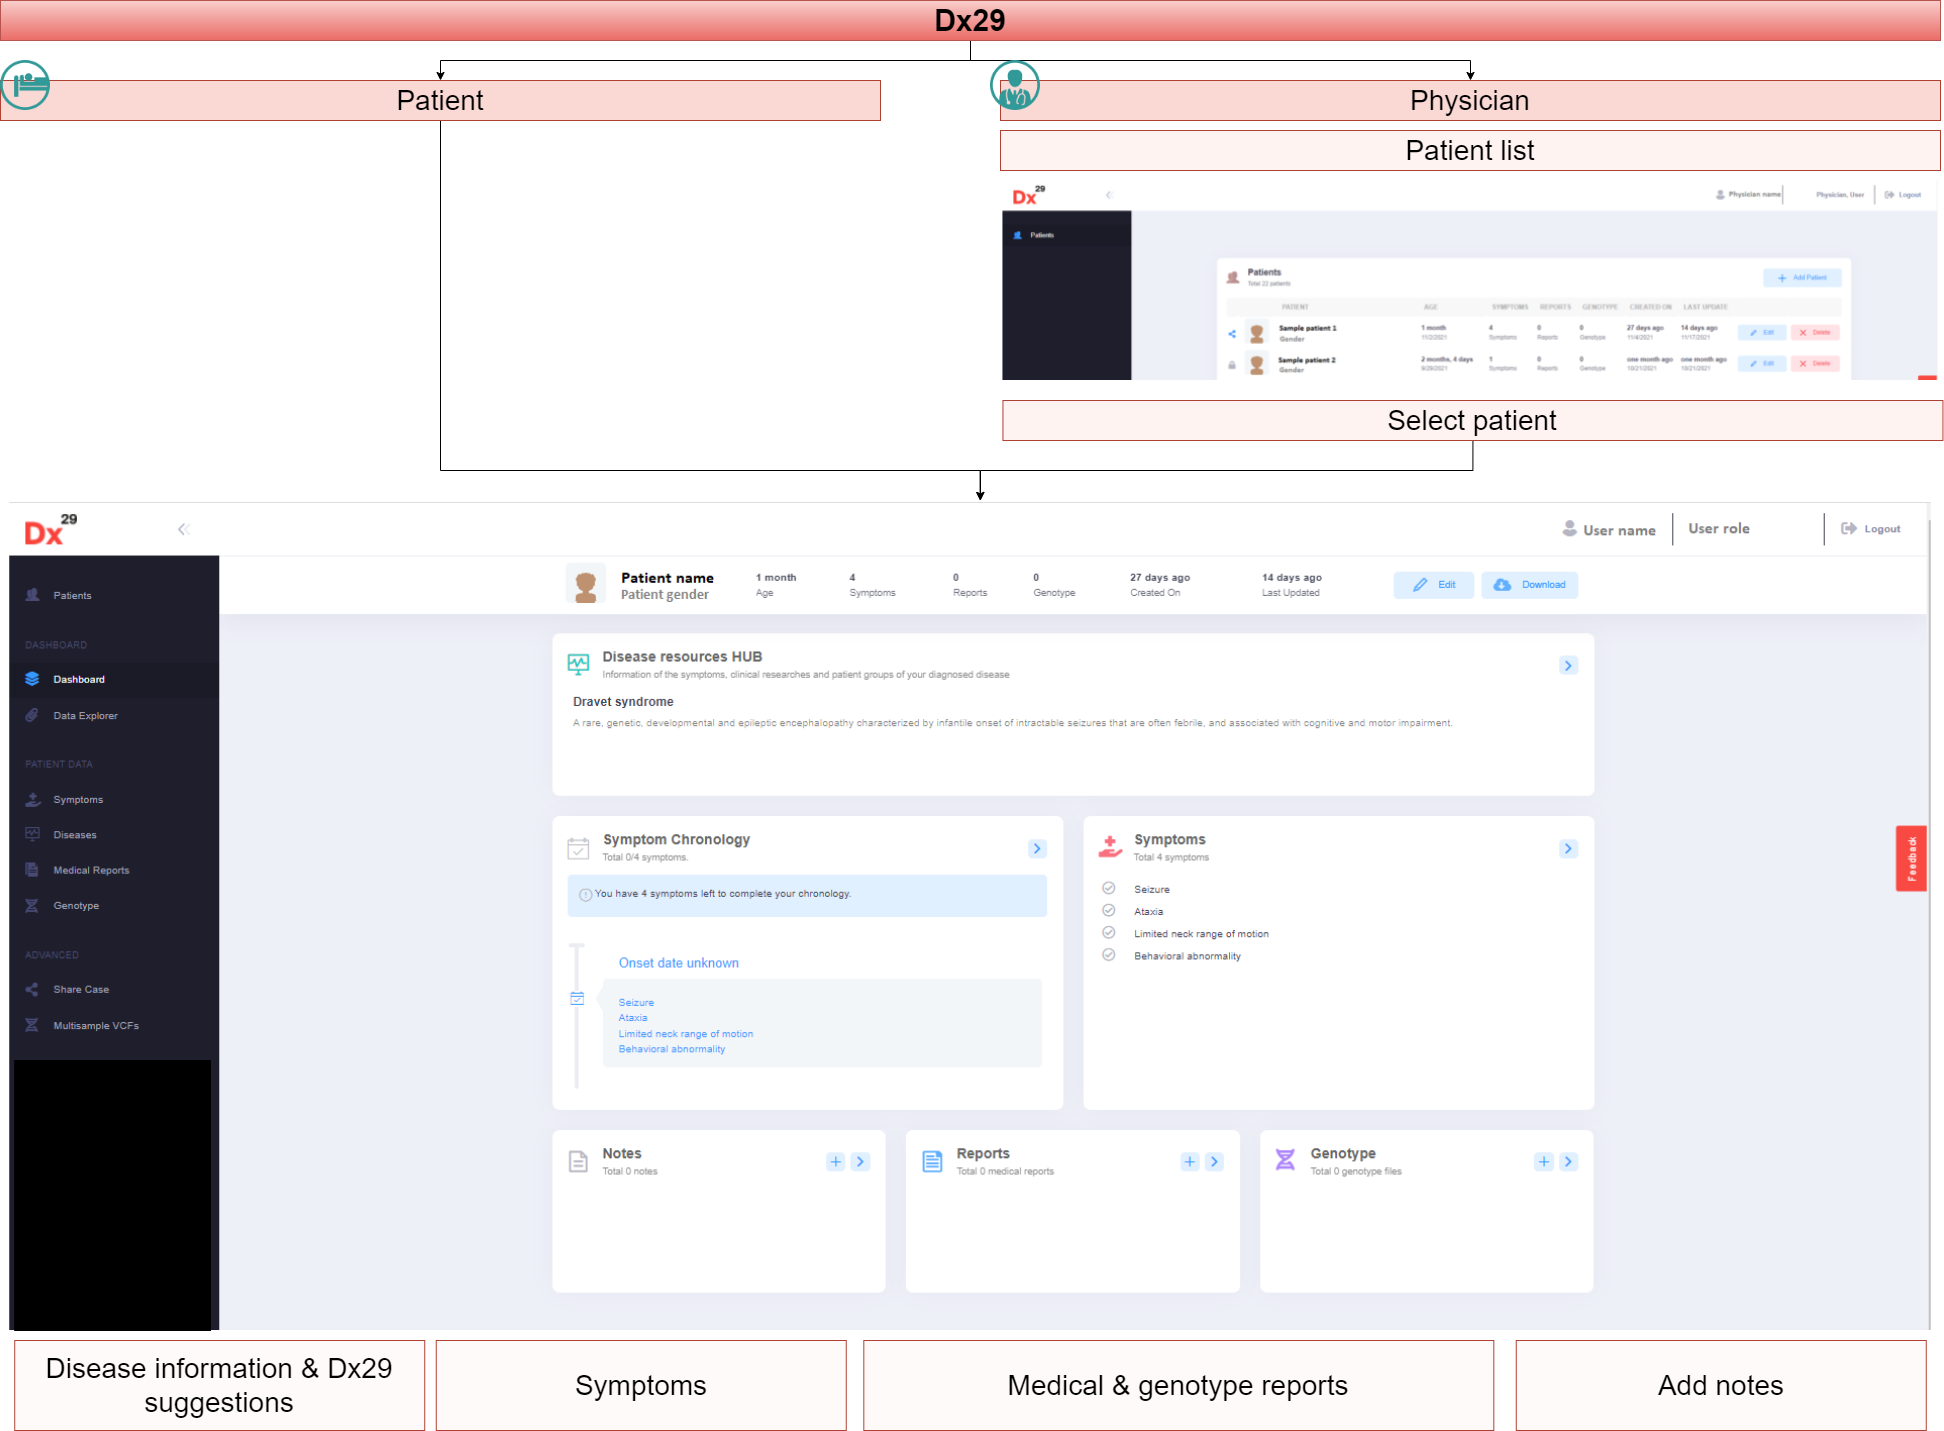 Dx29
Patient
Physician
Patient list
Dx29
Physician name
Physician, User
Logout
Patients
Patients
Total 22 patients
Add Patient
PATIENT AGE SYMPTOMS REPORTS GENOTYPE CREATED ON LAST UPDATE
Sample patient 1 1 month 4 0 0 27 days ago 14 days ago Edit Delete
Gender 11/2/2021 Symptoms Reports Genotype 11/4/2021 11/17/2021
Sample patient 2 2 months, 4 days 1 0 0 one month ago one month ago Edit Delete
Gender 9/29/2021 Symptoms Reports Genotype 10/21/2021 10/21/2021
Select patient
Dx29
User name
User role
Logout
Patients
DASHBOARD
Dashboard
Data Explorer
PATIENT DATA
Symptoms
Diseases
Medical Reports
Genotype
ADVANCED
Share Case
Multisample VCFs
Patient name 1 month 4 0 0 27 days ago 14 days ago
Patient gender Age Symptoms Reports Genotype Created On Last Updated
Edit
Download
Disease resources HUB
Information of the symptoms, clinical researches and patient groups of your diagnosed disease
Dravet syndrome
A rare, genetic, developmental and epileptic encephalopathy characterized by infantile onset of intractable seizures that are often febrile, and associated with cognitive and motor impairment.
Symptom Chronology
Total 0/4 symptoms.
You have 4 symptoms left to complete your chronology.
Onset date unknown
Seizure
Ataxia
Limited neck range of motion
Behavioral abnormality
Symptoms
Total 4 symptoms
Seizure
Ataxia
Limited neck range of motion
Behavioral abnormality
Feedback
Notes
Total 0 notes
Reports
Total 0 medical reports
Genotype
Total 0 genotype files
Disease information & Dx29
suggestions
Symptoms
Medical & genotype reports
Add notes